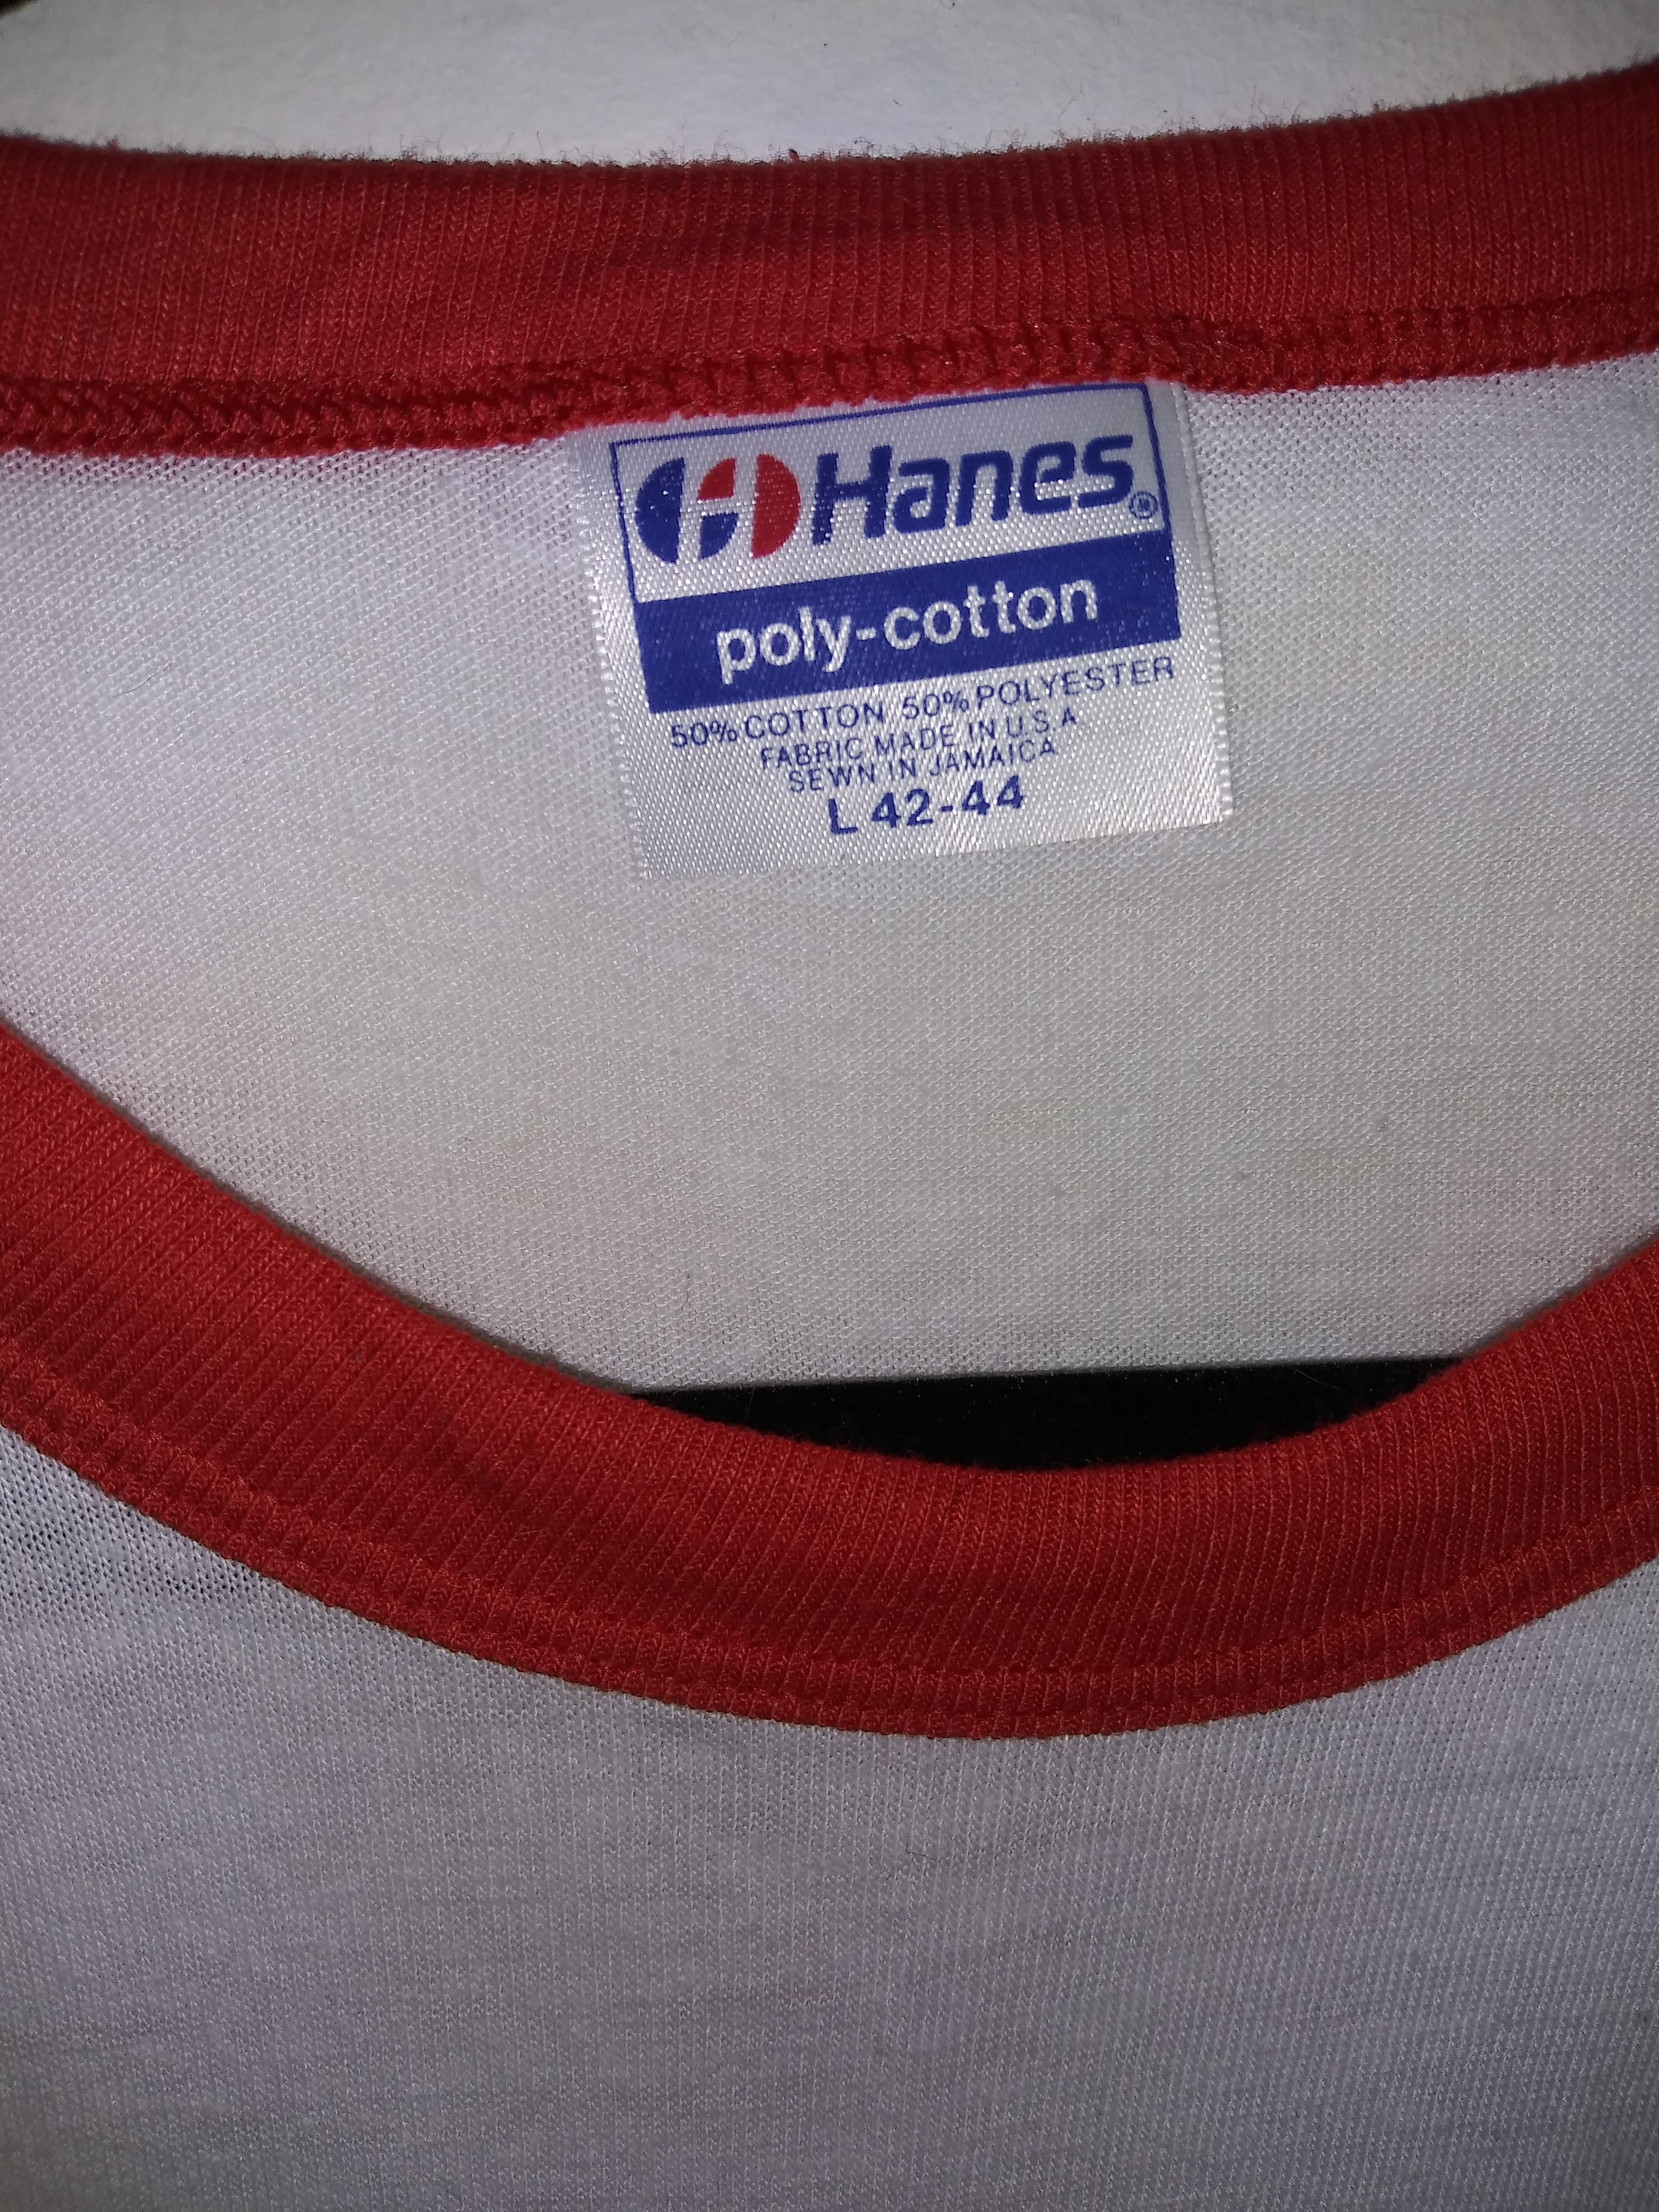 Hanes®
poly-cotton
50% COTTON 50% POLYESTER
FABRIC MADE IN U.S.A
SEWN IN JAMAICA
L 42-44